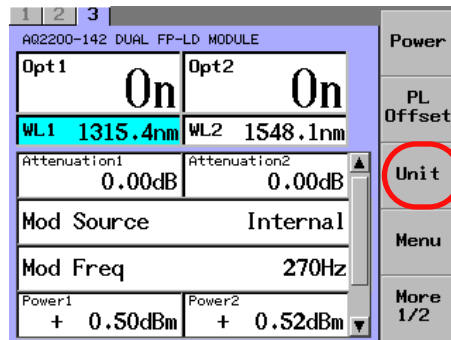 1 2 3
AQ2200-142 DUAL FP-LD MODULE
Opt1 On Opt2 On
WL1 1315.4nm WL2 1548.1nm
Attenuation1 Attenuation2
0.00dB 0.00dB
Mod Source Internal
Mod Freq 270Hz
Power1 Power2
+ 0.50dBm + 0.52dBm
Power
PL
Offset
Unit
Menu
More
1/2